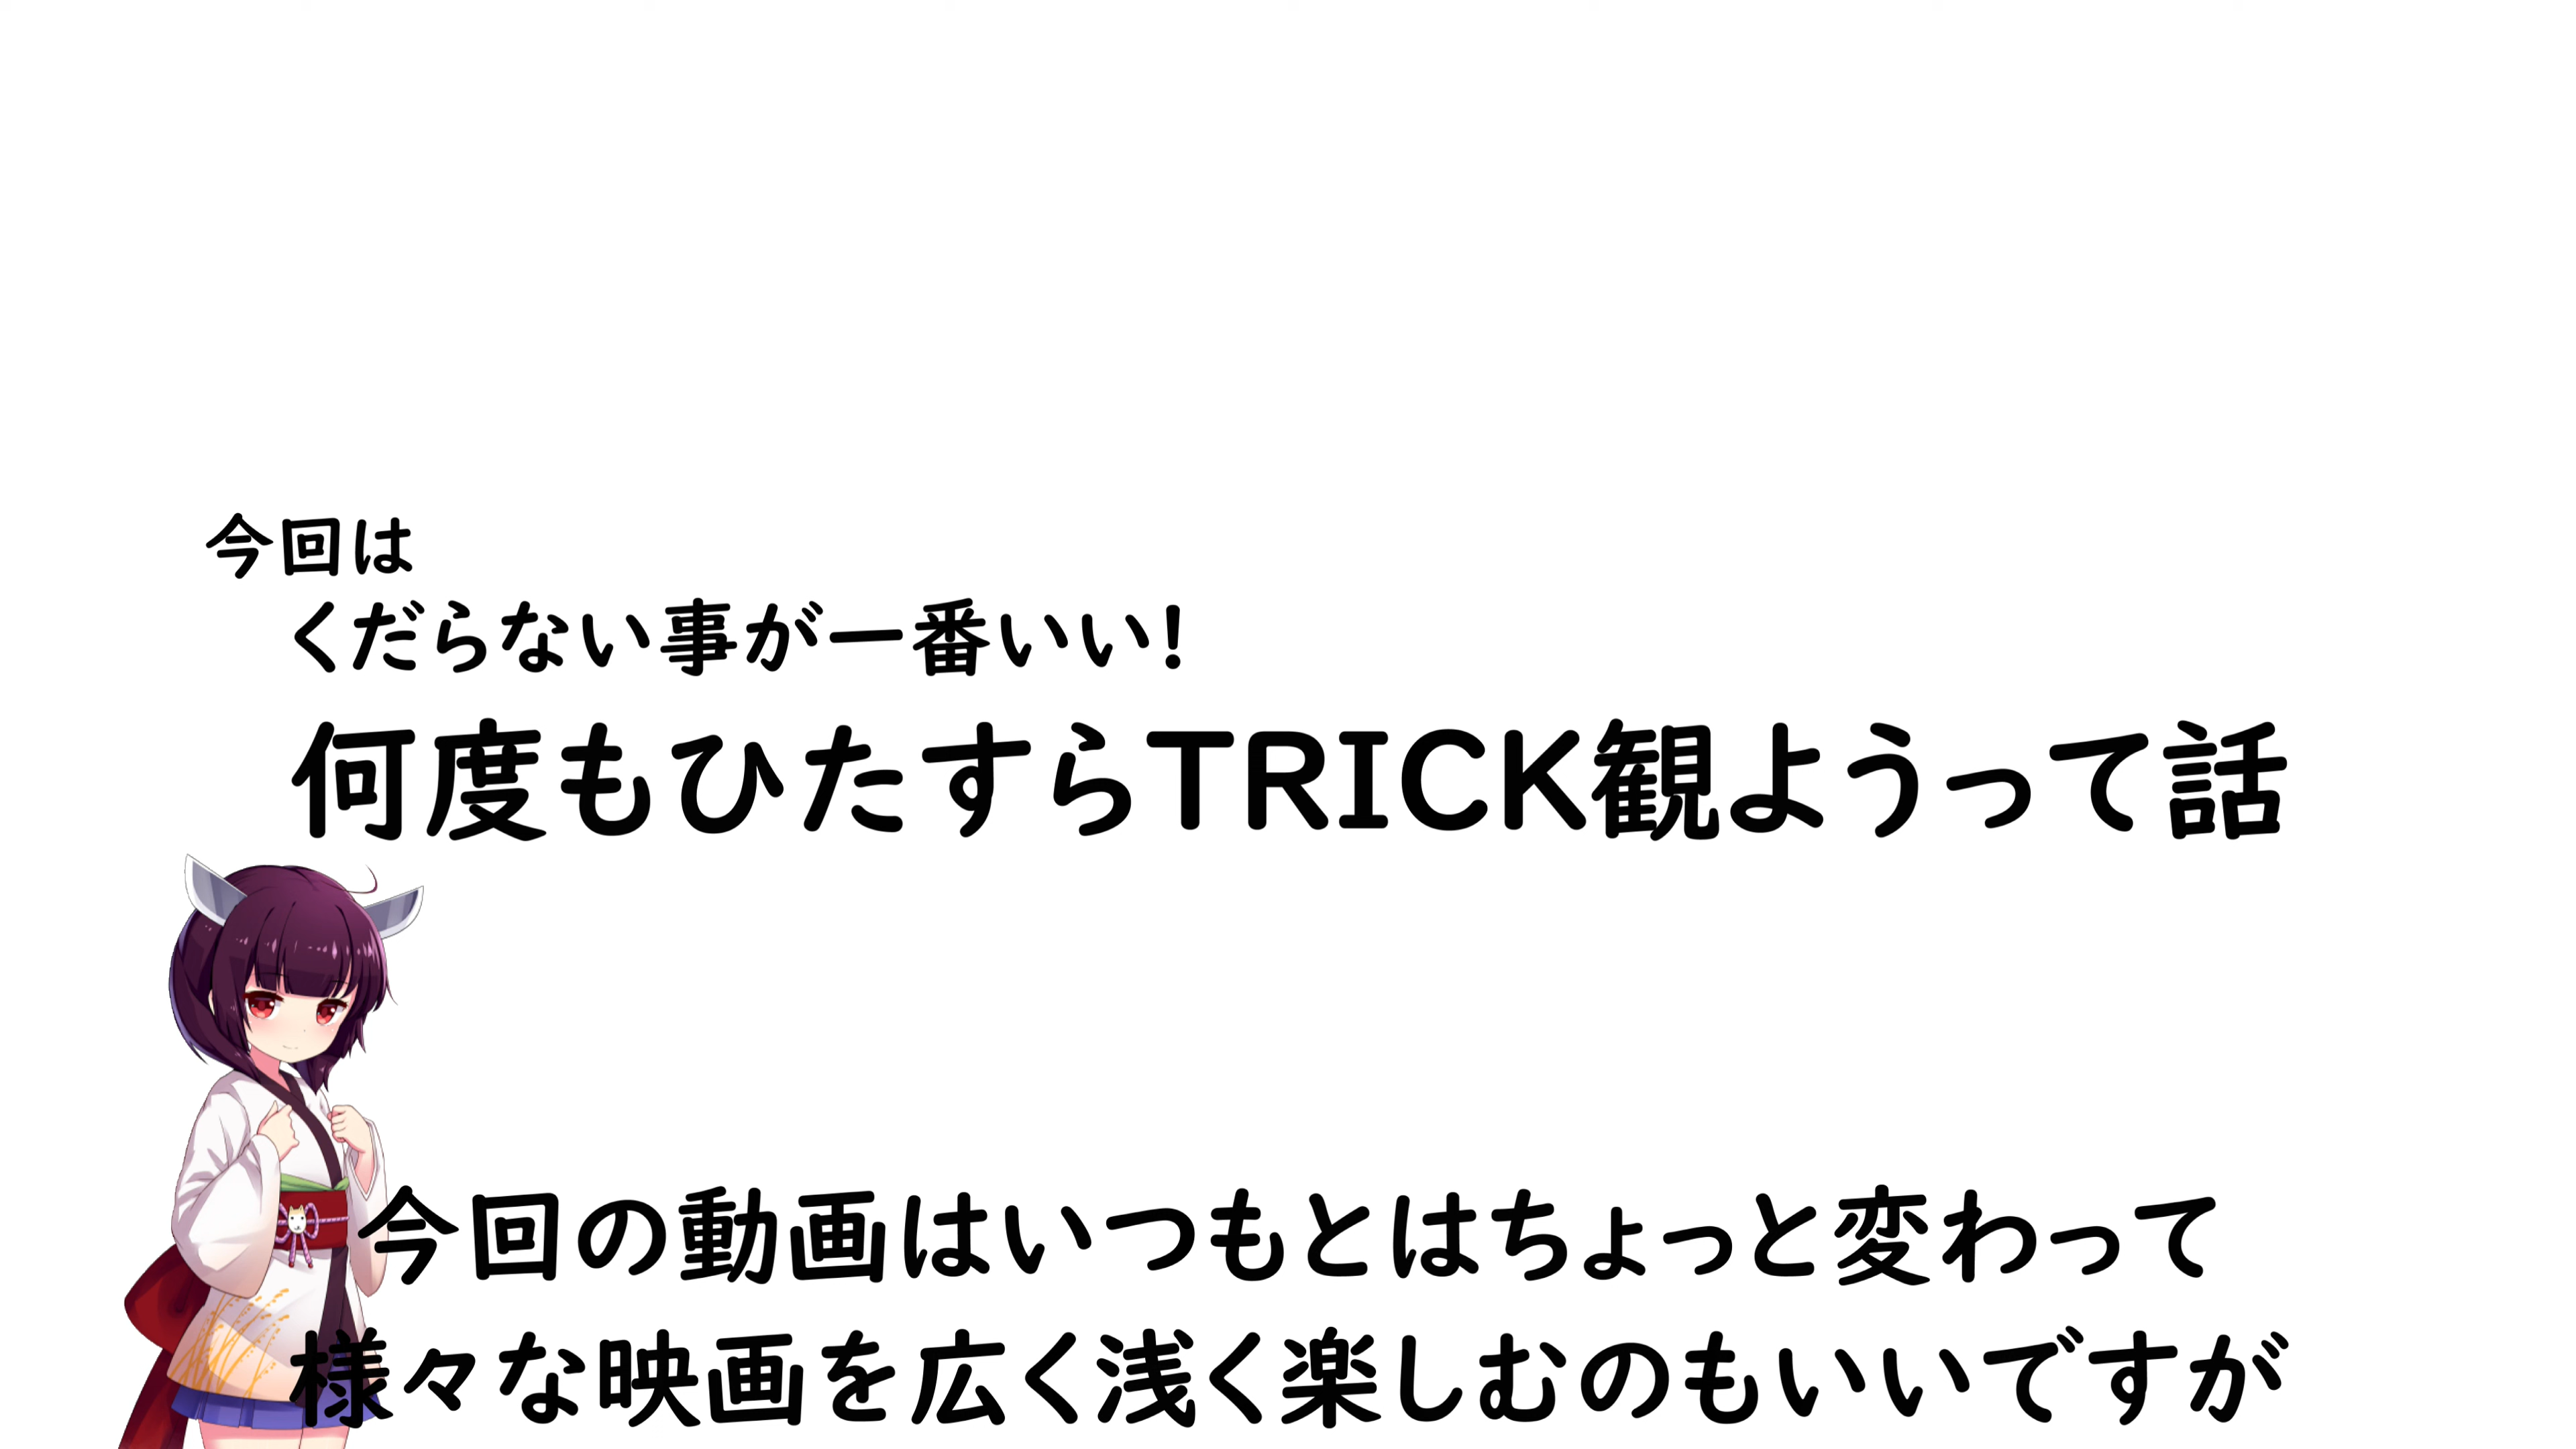 今回は
くだらない事が一番いい！
何度もひたすらTRICK観ようって話
今回の動画はいつもとはちょっと変わって
様々な映画を広く浅く楽しむのもいいですが